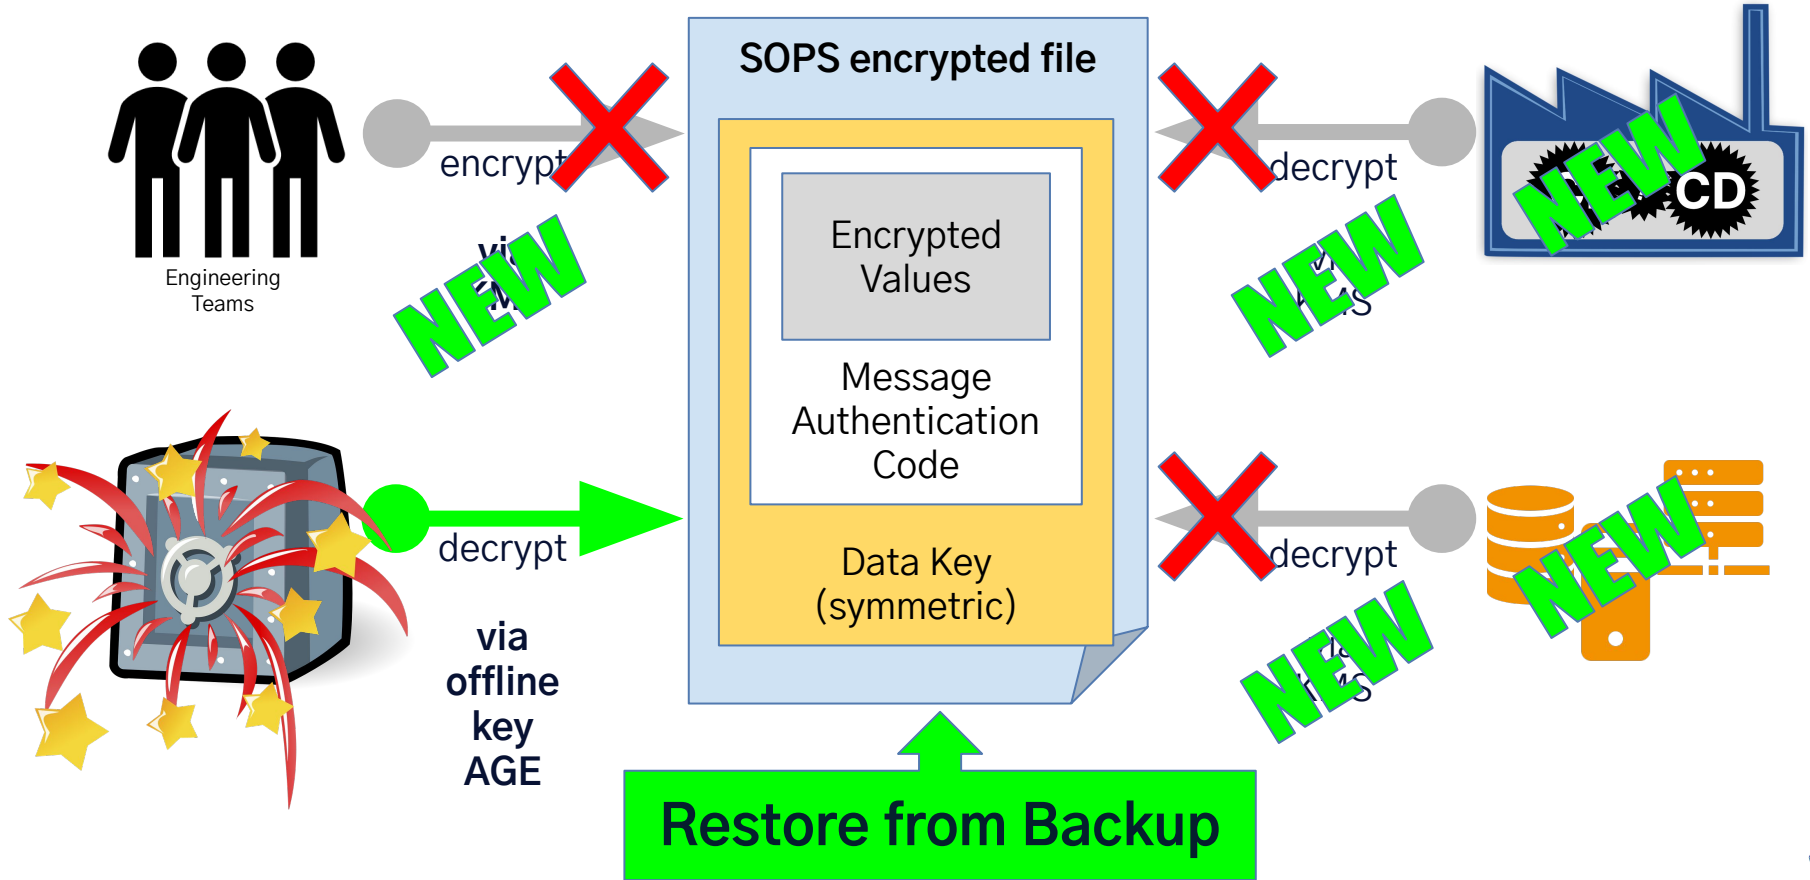 SOPS encrypted file
encrypt
decrypt
CD
NEW
Encrypted
Values
NEW
NEW
Engineering
Teams
Message
Authentication
Code
decrypt
decrypt
NEW
Data Key
(symmetric)
NEW
via
offline
key
AGE
Restore from Backup